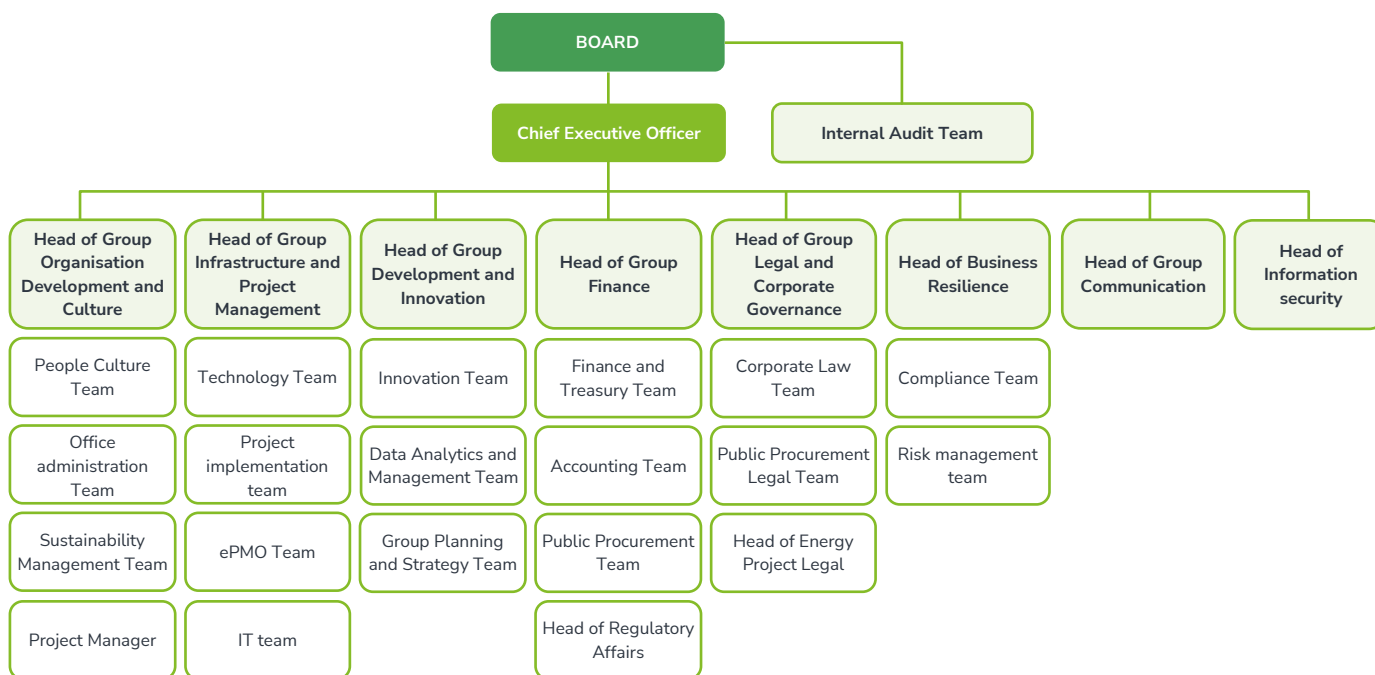 BOARD
Chief Executive Officer
Internal Audit Team
Head of Group
Organisation
Development and
Culture
Head of Group
Infrastructure and
Project
Management
Head of Group
Development and
Innovation
Head of Group
Finance
Head of Group
Legal and
Corporate
Governance
Head of Business
Resilience
Head of Group
Communication
Head of
Information
security
People Culture
Team
Technology Team
Innovation Team
Finance and
Treasury Team
Corporate Law
Team
Compliance Team
Office
administration
Team
Project
implementation
team
Data Analytics and
Management Team
Accounting Team
Public Procurement
Legal Team
Risk management
team
Sustainability
Management Team
ePMO Team
Group Planning
and Strategy Team
Public Procurement
Team
Head of Energy
Project Legal
Project Manager
IT team
Head of Regulatory
Affairs